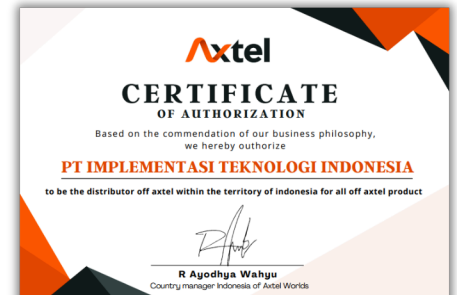 Axtel
CERTIFICATE
OF AUTHORIZATION
Based on the commendation of our business philosophy,
we hereby outhorize
PT IMPLEMENTASI TEKNOLOGI INDONESIA
to be the distributor off axtel within the territory of indonesia for all off axtel product
R Ayodhya Wahyu
Country manager Indonesia of Axtel Worlds